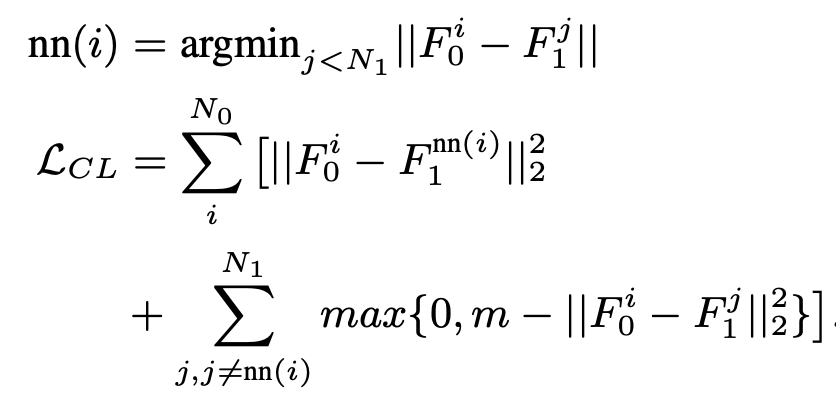 nn(i) = argmin_{j<N_1} ||F_0^i − F_1^j||
ℒ_{CL} = ∑_i^{N_0} [||F_0^i − F_1^{nn(i)}||_2^2
+ ∑_{j,j≠nn(i)}^{N_1} max{0, m − ||F_0^i − F_1^j||_2^2}].